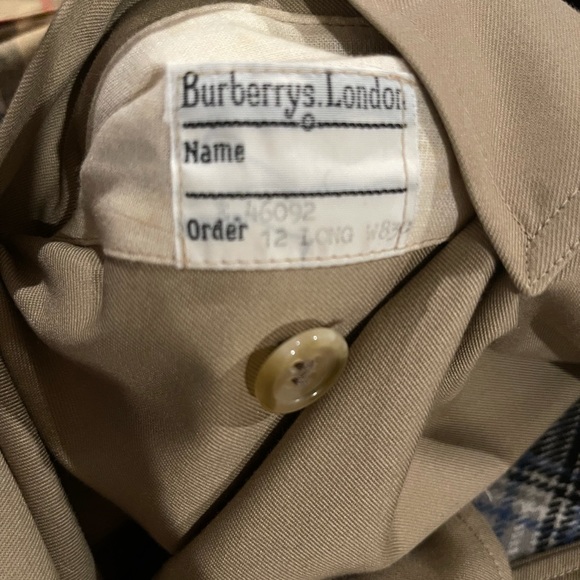 Burberrys. London
Name
46092
Order 12 LONG